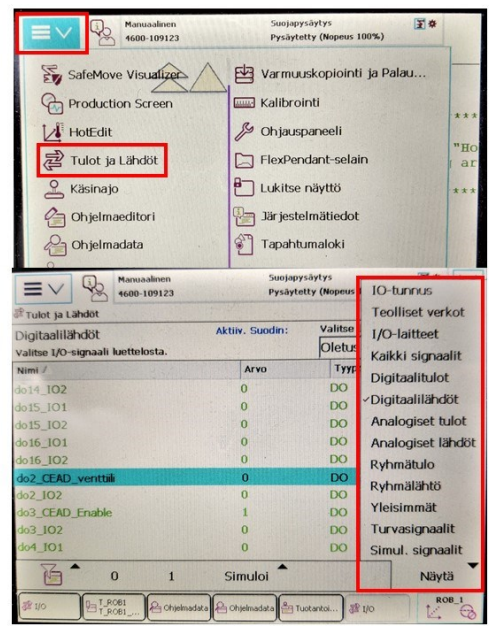 Manuaalinen
4600-109123
Suojapysäytys
Pysäytetty (Nopeus 100%)
SafeMove Visualizer
Production Screen
HotEdit
Tulot ja Lähdöt
Käsinajo
Ohjelmaeditori
Ohjelmadata
Varmuuskopiointi ja Palau...
Kalibrointi
Ohjauspaneeli
FlexPendant-selain
Lukitse näyttö
Järjestelmätiedot
Tapahtumaloki
***
"Ho
ar
***
Manuaalinen
4600-109123
Suojapysäytys
Pysäytetty (Nopeus
Tulot ja Lähdöt
Digitaalilähdöt
Aktiiv. Suodin:
Valitse
Valitse I/O-signaali luettelosta.
Oletus
Nimi / Arvo Tyyp
do14_IO2 0 DO
do15_IO1 0 DO
do15_IO2 0 DO
do16_IO1 0 DO
do16_IO2 0 DO
do2_CEAD_venttiili 0 DO
do2_IO2 0 DO
do3_CEAD_Enable 1 DO
do3_IO2 0 DO
do4_IO1 0 DO
IO-tunnus
Teolliset verkot
I/O-laitteet
Kaikki signaalit
Digitaalitulot
Digitaalilähdöt
Analogiset tulot
Analogiset lähdöt
Ryhmätulo
Ryhmälähtö
Yleisimmät
Turvasignaalit
Simul. signaalit
0 1 Simuloi Näytä
I/O
T_ROB1
T_ROB1_...
Ohjelmadata
Ohjelmadata
Tuotantoi...
I/O
ROB_1